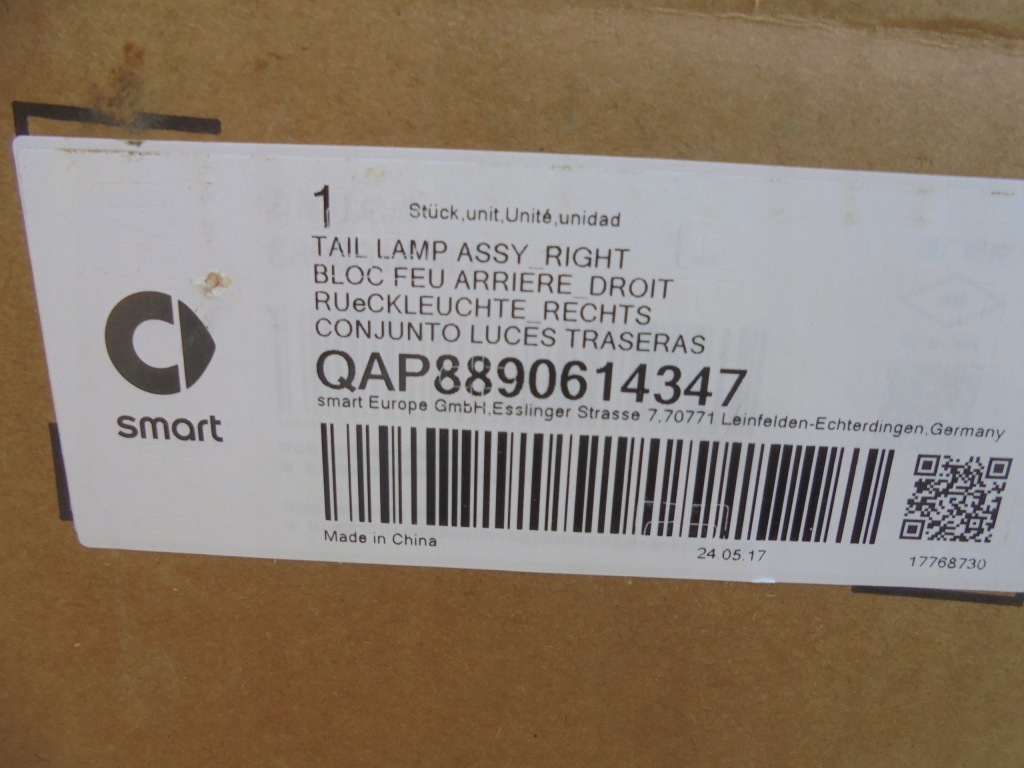 1 Stück,unit,Unité,unidad
TAIL LAMP ASSY_RIGHT
BLOC FEU ARRIERE_DROIT
RUeCKLEUCHTE_RECHTS
CONJUNTO LUCES TRASERAS
QAP8890614347
smart Europe GmbH,Esslinger Strasse 7,70771 Leinfelden-Echterdingen,Germany
smart
Made in China
24.05.17
17768730